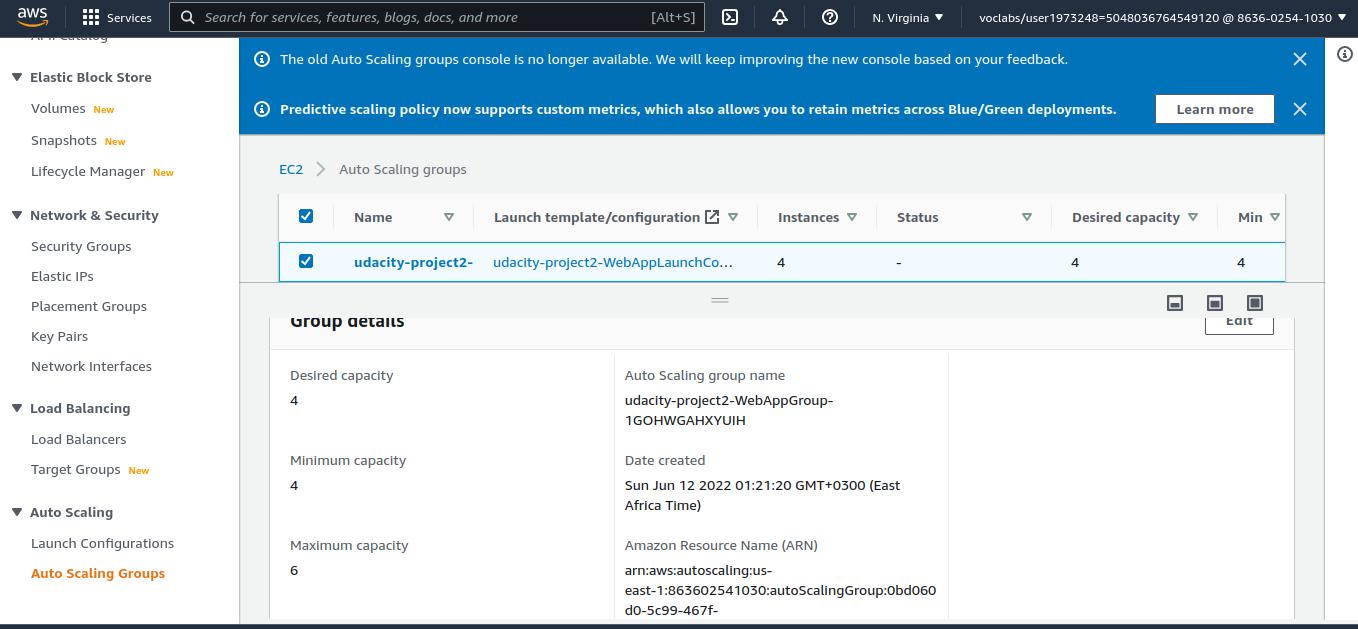 aws
Services
Search for services, features, blogs, docs, and more
[Alt+S]
N. Virginia
voclabs/user1973248=5048036764549120 @ 8636-0254-1030
Elastic Block Store
Volumes New
Snapshots New
Lifecycle Manager New
Network & Security
Security Groups
Elastic IPs
Placement Groups
Key Pairs
Network Interfaces
Load Balancing
Load Balancers
Target Groups New
Auto Scaling
Launch Configurations
Auto Scaling Groups
The old Auto Scaling groups console is no longer available. We will keep improving the new console based on your feedback.
Predictive scaling policy now supports custom metrics, which also allows you to retain metrics across Blue/Green deployments.
Learn more
EC2 Auto Scaling groups
Name Launch template/configuration Instances Status Desired capacity Min
udacity-project2- udacity-project2-WebAppLaunchCo... 4 - 4 4
Group details
Edit
Desired capacity
4
Minimum capacity
4
Maximum capacity
6
Auto Scaling group name
udacity-project2-WebAppGroup-
1GOHWGAHXYUIH
Date created
Sun Jun 12 2022 01:21:20 GMT+0300 (East
Africa Time)
Amazon Resource Name (ARN)
arn:aws:autoscaling:us-
east-1:863602541030:autoScalingGroup:0bd060
d0-5c99-467f-